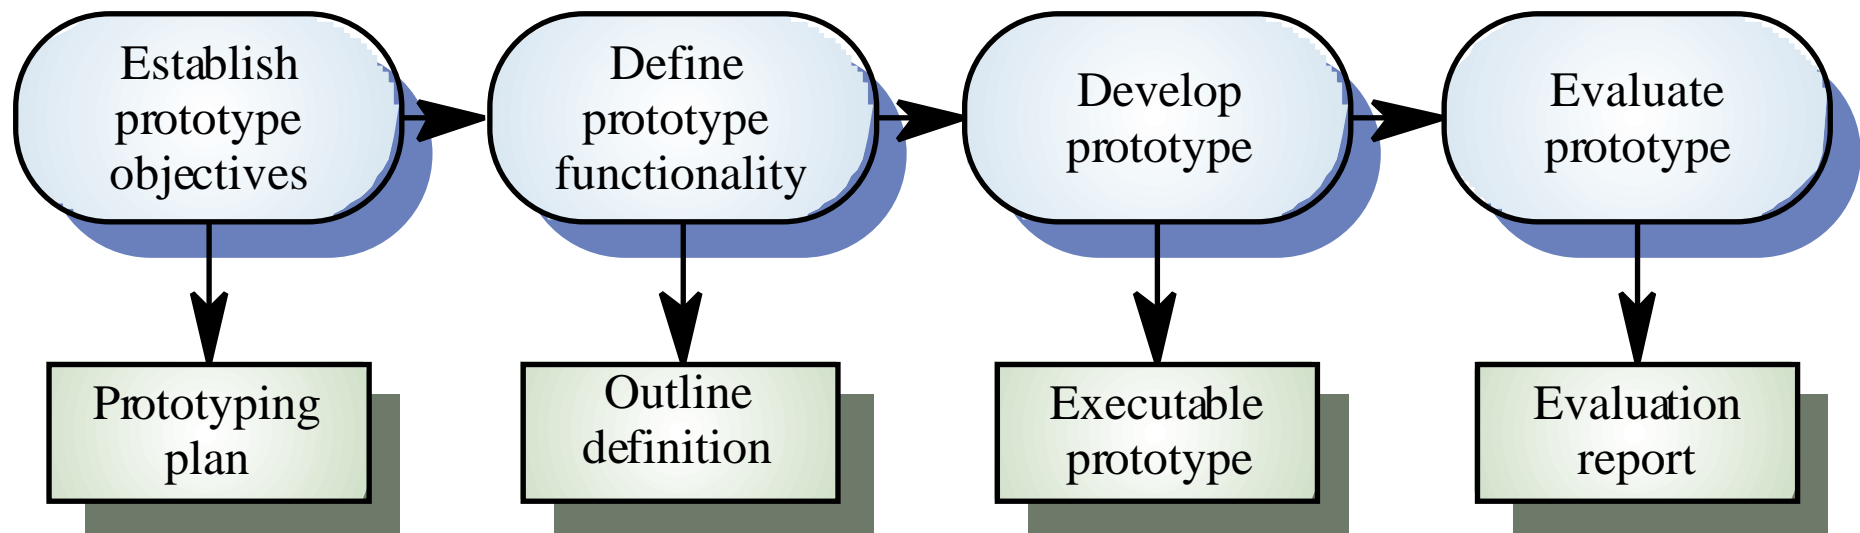 Establish
prototype
objectives
Define
prototype
functionality
Develop
prototype
Evaluate
prototype
Prototyping
plan
Outline
definition
Executable
prototype
Evaluation
report